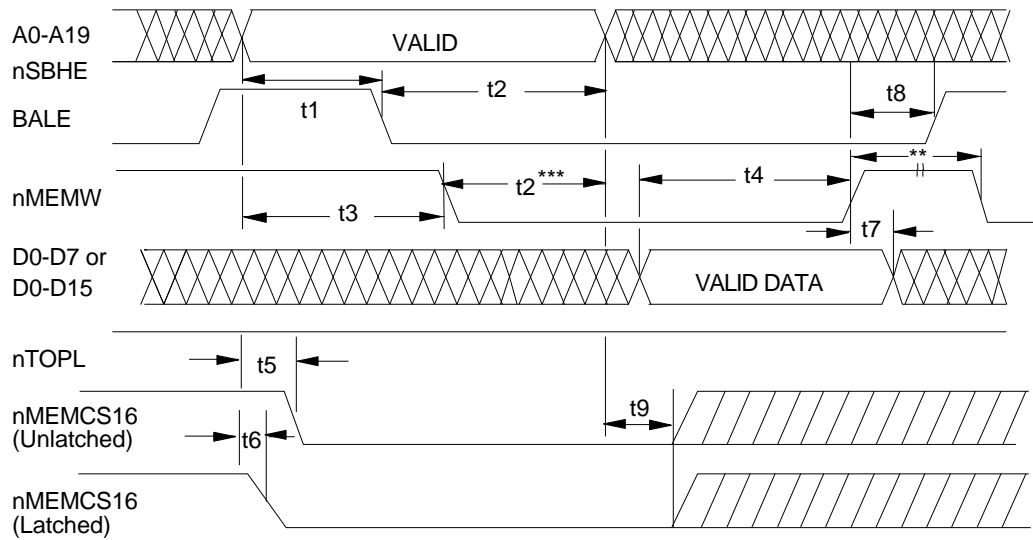 A0-A19
VALID
nSBHE
t1
t2
t8
BALE
**
nMEMW
t2***
t4
t3
t7
D0-D7 or
D0-D15
VALID DATA
nTOPL
t5
nMEMCS16
(Unlatched)
t6
t9
nMEMCS16
(Latched)